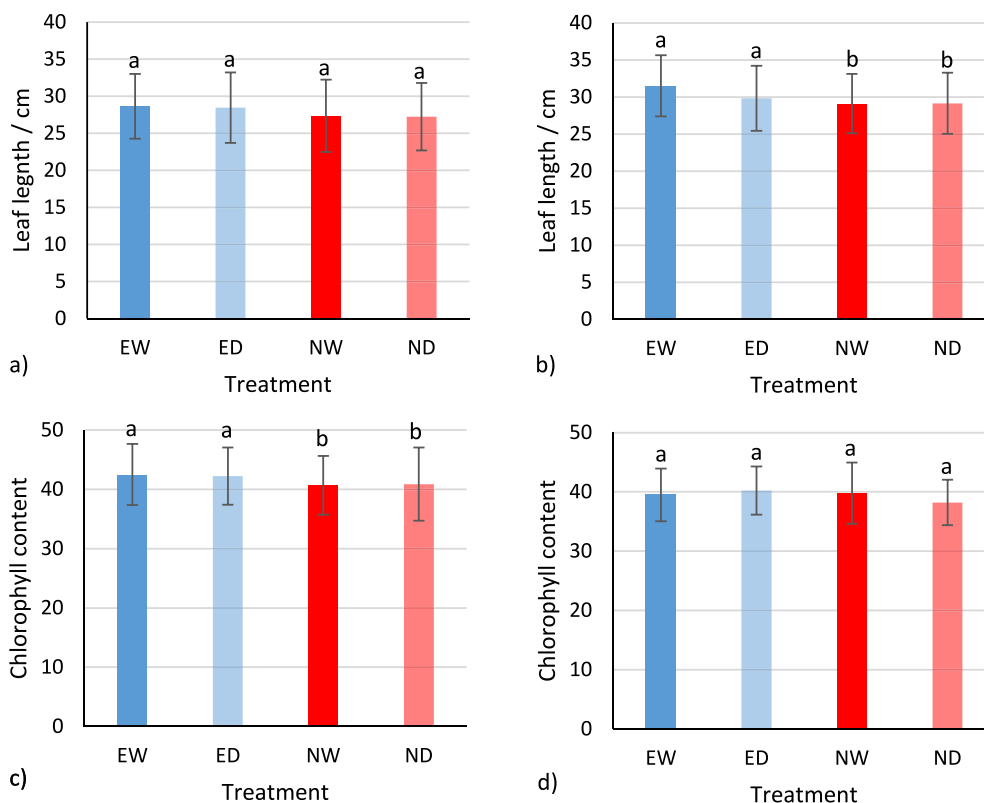 a a a a
40
35
30
25
20
15
10
5
0
Leaf legnth / cm
EW ED NW ND
Treatment
a)
a a b b
40
35
30
25
20
15
10
5
0
Leaf length / cm
EW ED NW ND
Treatment
b)
a a b b
50
40
30
20
10
0
Chlorophyll content
EW ED NW ND
Treatment
c)
a a a a
50
40
30
20
10
0
Chlorophyll content
EW ED NW ND
Treatment
d)